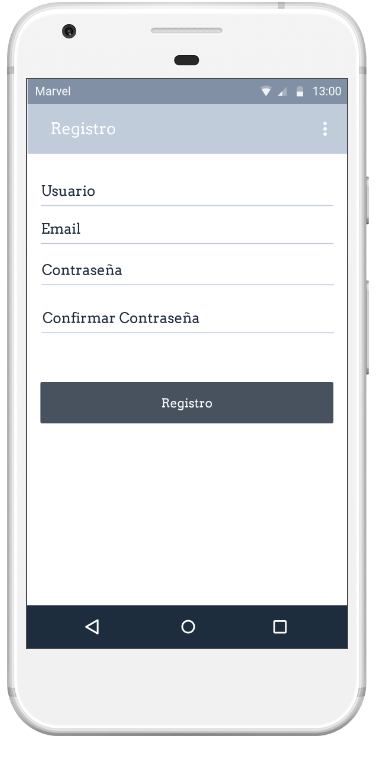 Marvel 13:00
Registro
Usuario
Email
Contraseña
Confirmar Contraseña
Registro